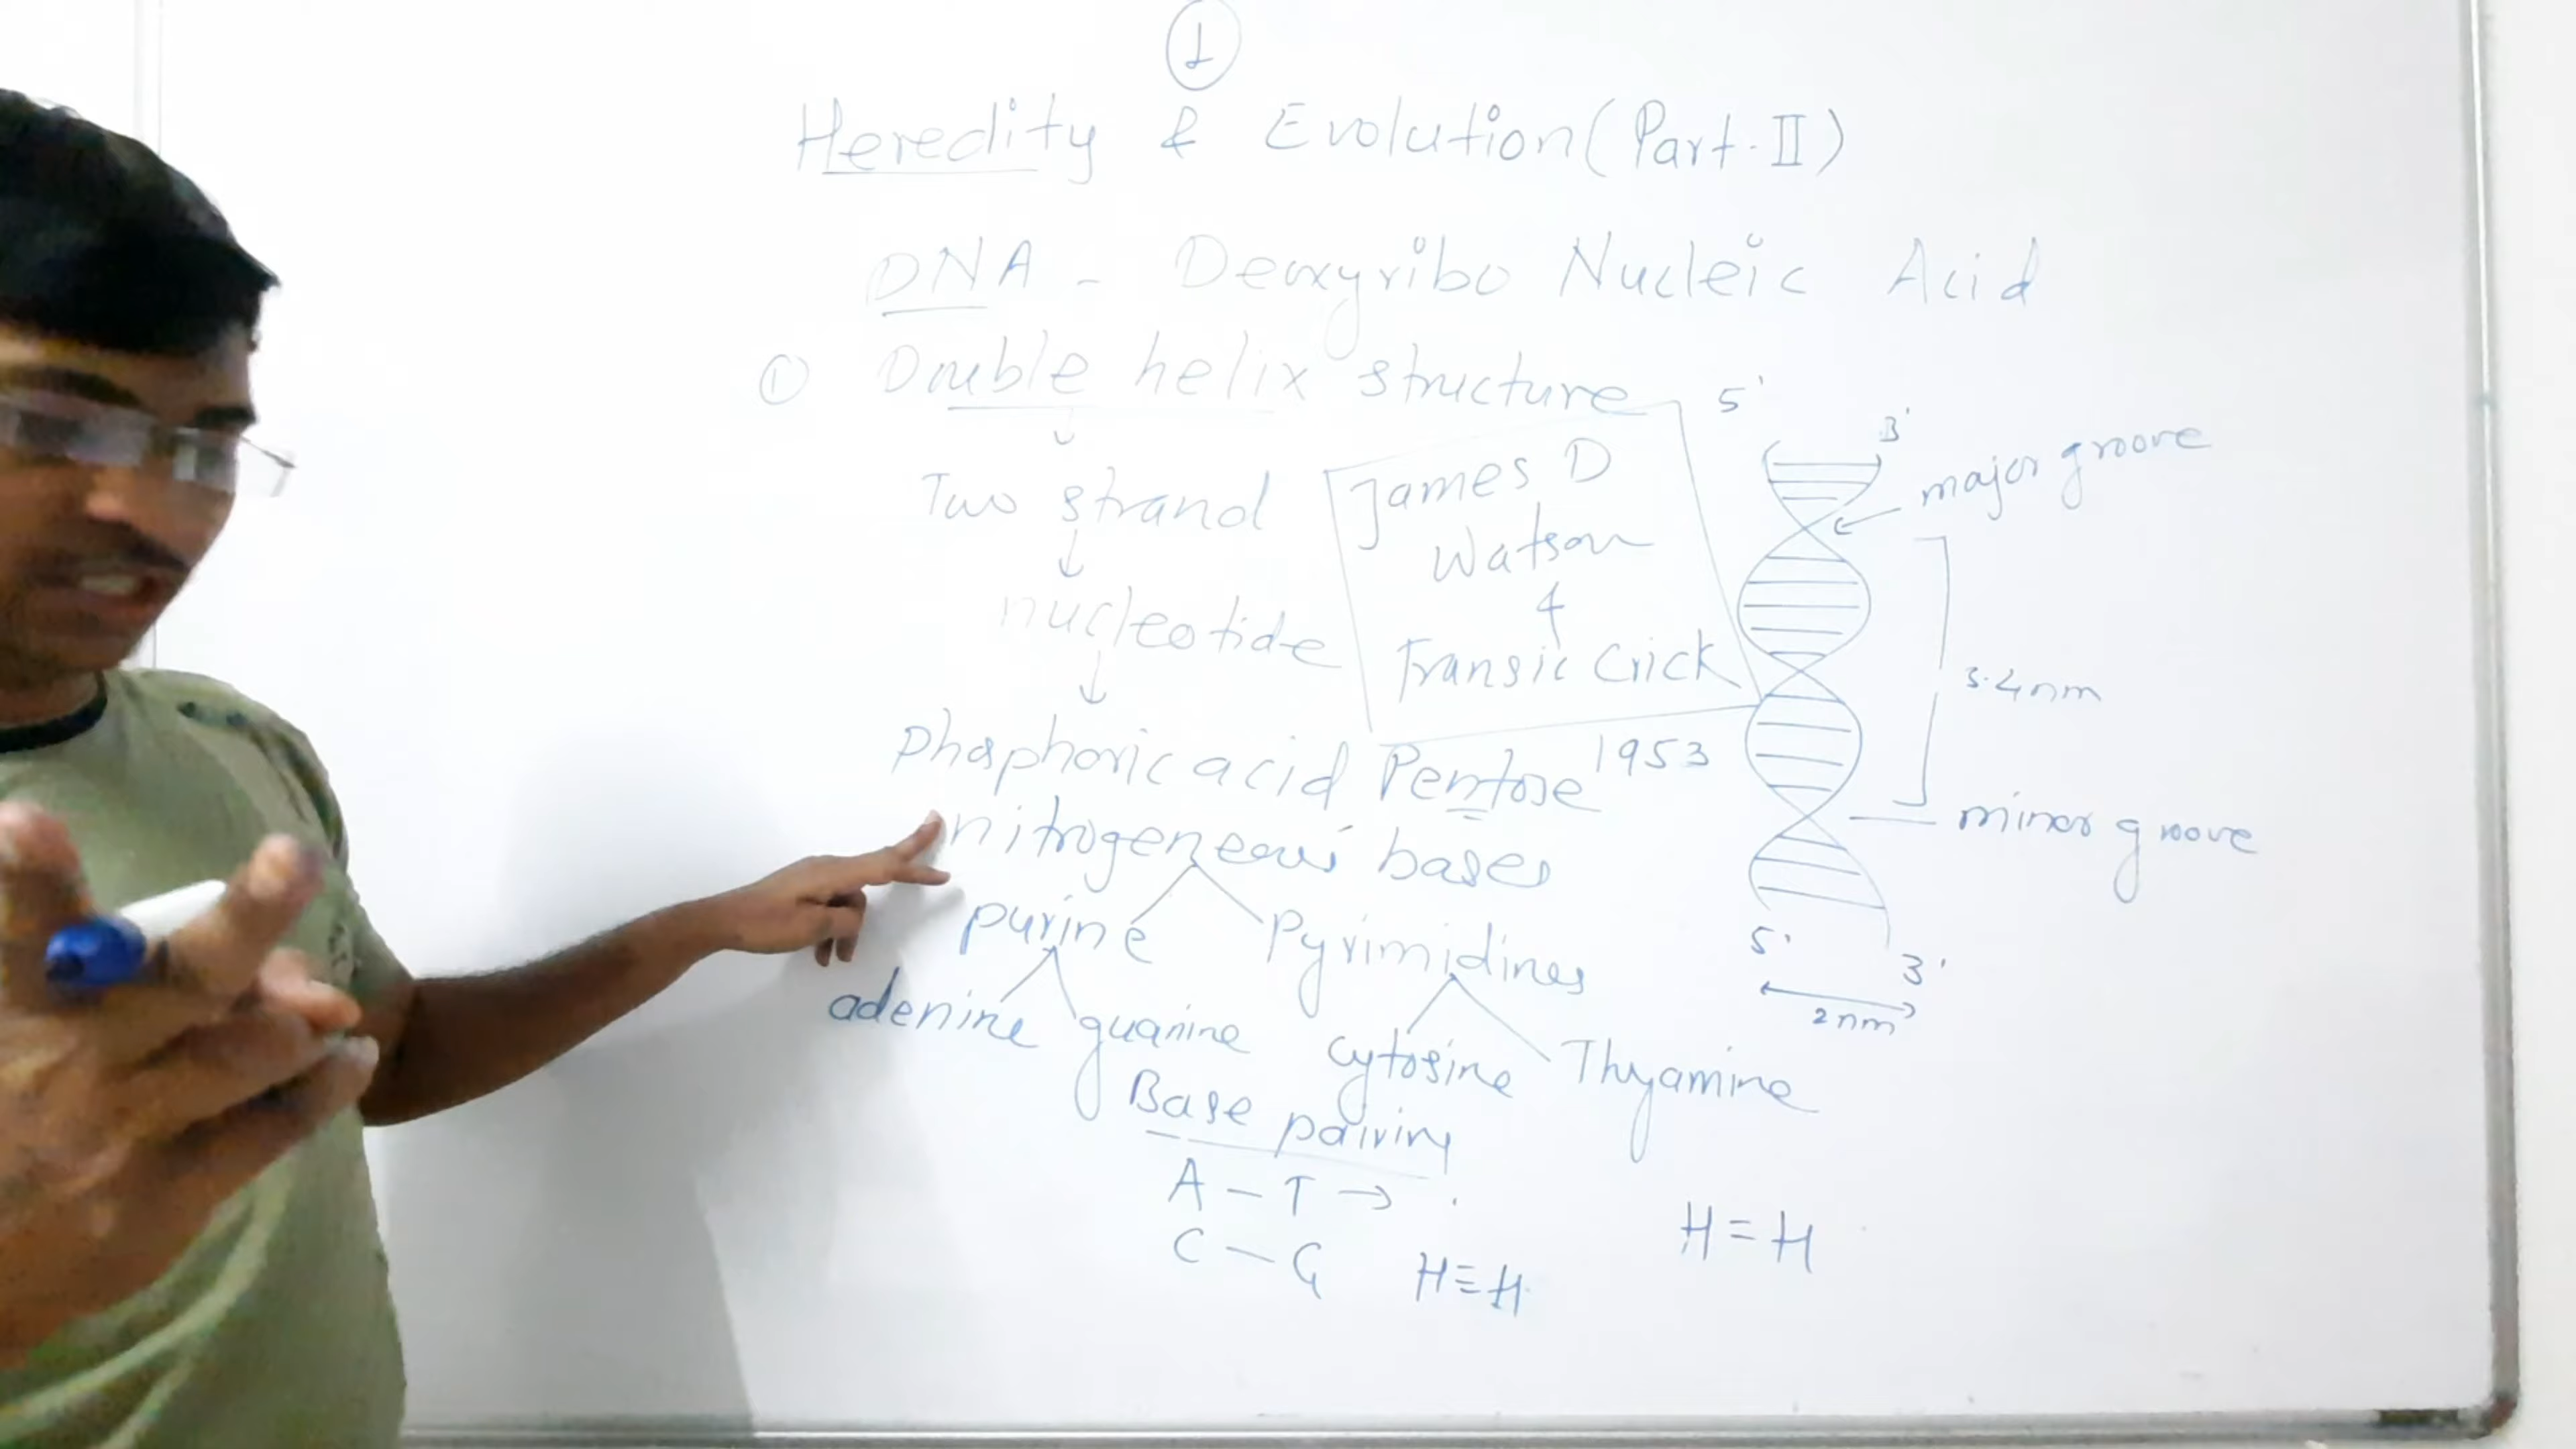 1
Heredity & Evolution (Part-II)
DNA - Deoxyribo Nucleic Acid
① Double helix structure
Two strand
nucleotide
James D
Watson
&
Fransic Crick
1953
Phosphoric acid Pentose
nitrogeneous bases
purine Pyrimidines
adenine guanine cytosine Thyamine
Base pairing
A - T →
C - G H≡H
H=H
5' 3'
major groove
3.4nm
minor groove
5' 3'
2nm